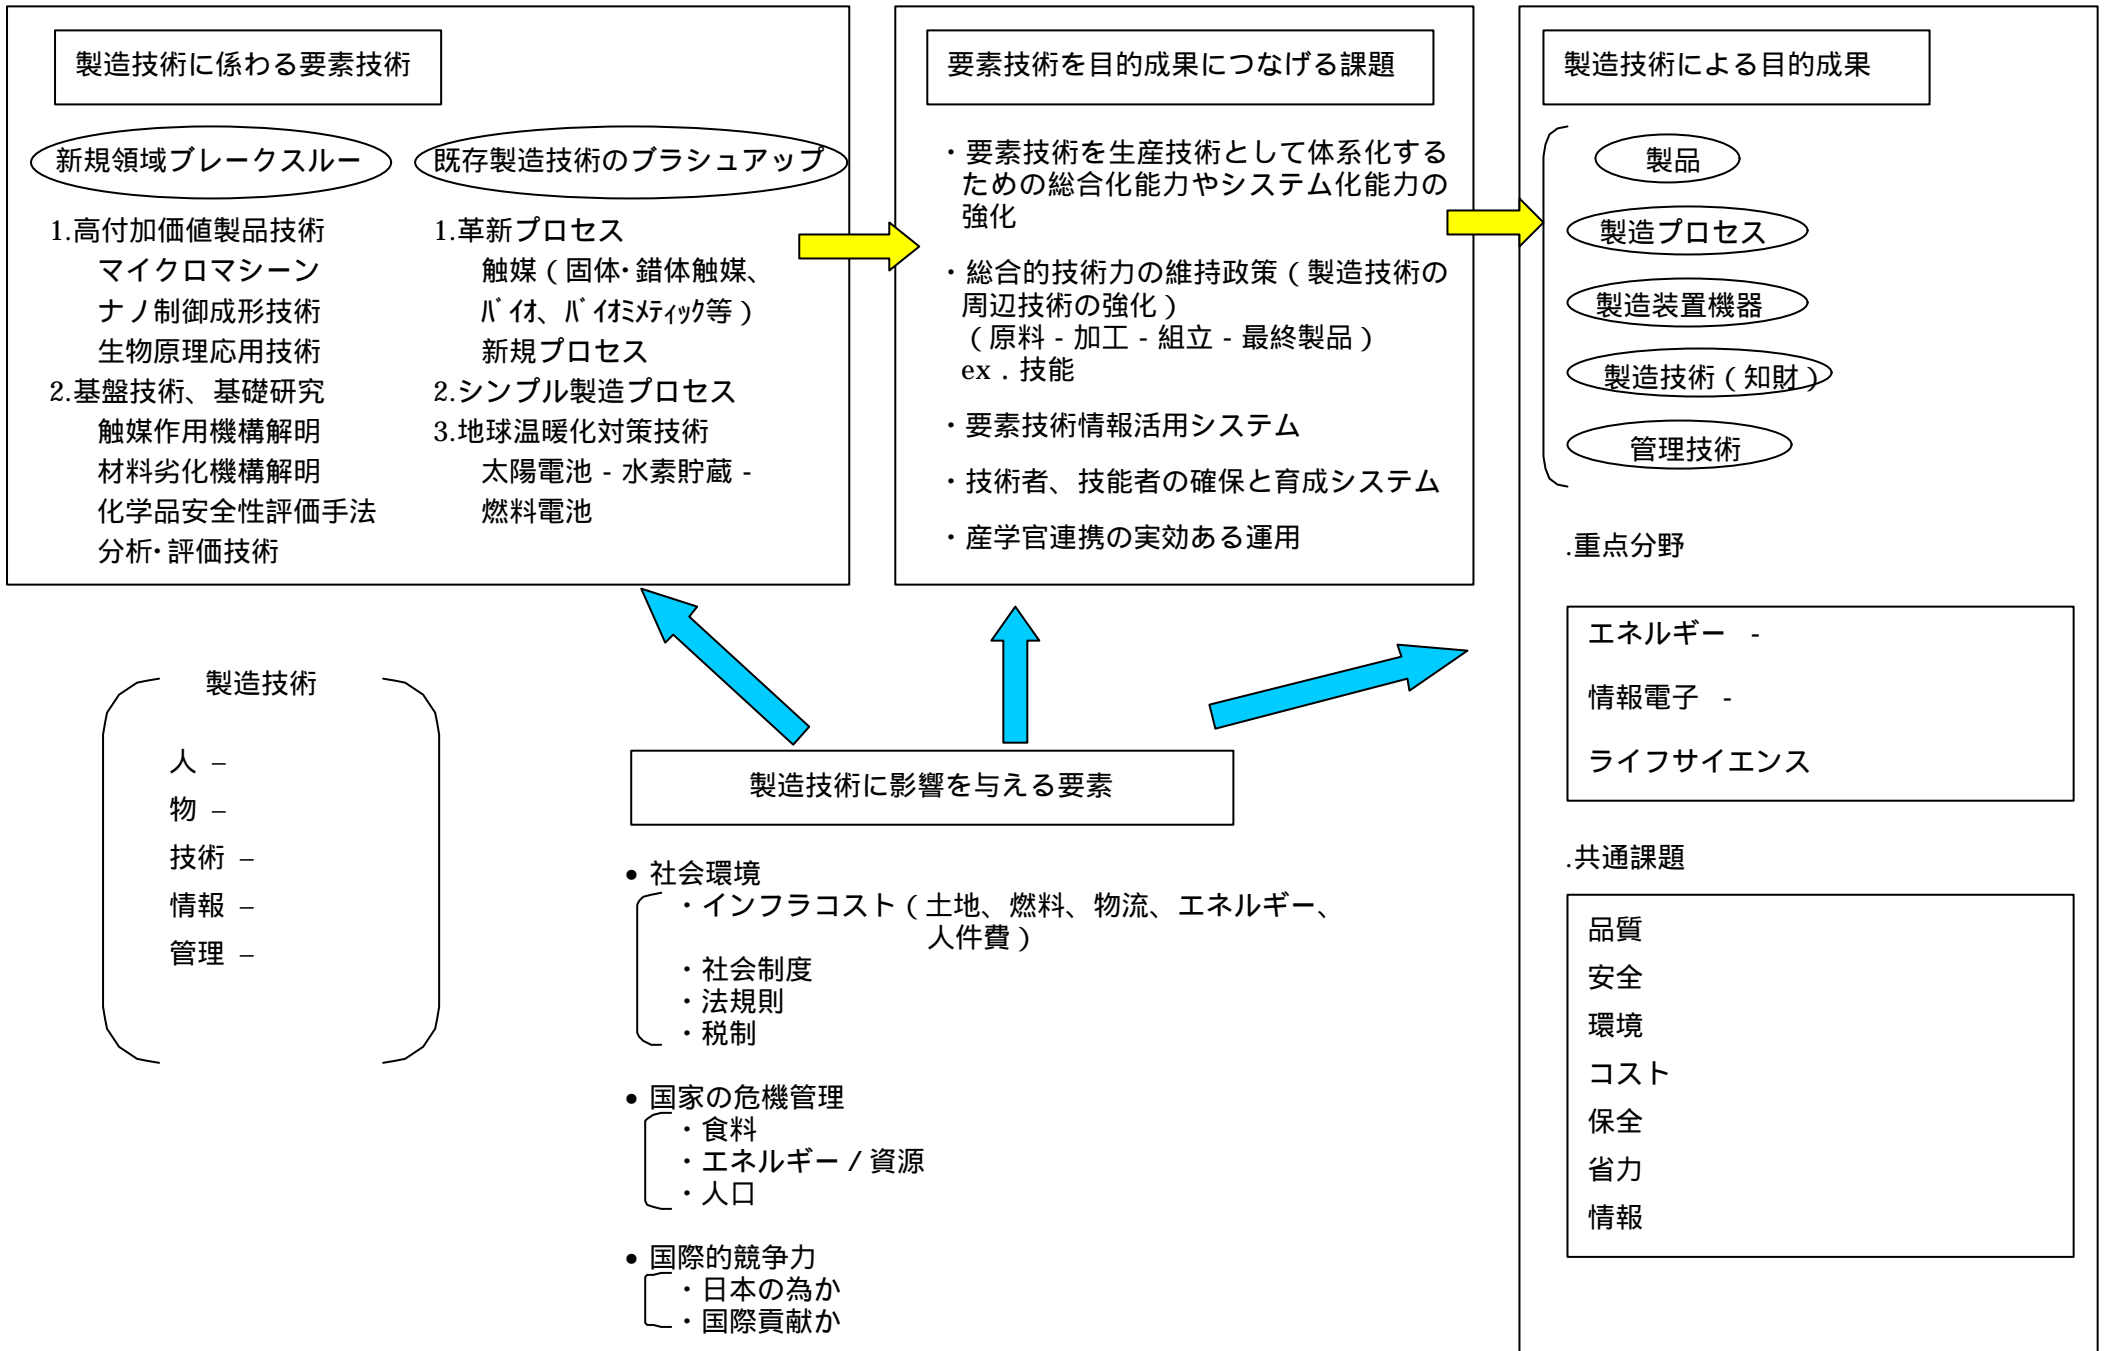 製造技術に係わる要素技術
新規領域ブレークスルー
1.高付加価値製品技術
マイクロマシーン
ナノ制御成形技術
生物原理応用技術
2.基盤技術、基礎研究
触媒作用機構解明
材料劣化機構解明
化学品安全性評価手法
分析・評価技術
既存製造技術のブラシュアップ
1.革新プロセス
触媒（固体・錯体触媒、
ﾊﾞｲｵ、ﾊﾞｲｵﾐﾒﾃｨｯｸ等）
新規プロセス
2.シンプル製造プロセス
3.地球温暖化対策技術
太陽電池 - 水素貯蔵 -
燃料電池
要素技術を目的成果につなげる課題
・要素技術を生産技術として体系化する
ための総合化能力やシステム化能力の
強化
・総合的技術力の維持政策（製造技術の
周辺技術の強化）
（原料 - 加工 - 組立 - 最終製品）
ex．技能
・要素技術情報活用システム
・技術者、技能者の確保と育成システム
・産学官連携の実効ある運用
製造技術による目的成果
製品
製造プロセス
製造装置機器
製造技術（知財）
管理技術
.重点分野
エネルギー -
情報電子 -
ライフサイエンス
.共通課題
品質
安全
環境
コスト
保全
省力
情報
製造技術
人 –
物 –
技術 –
情報 –
管理 –
製造技術に影響を与える要素
● 社会環境
・インフラコスト（土地、燃料、物流、エネルギー、
人件費）
・社会制度
・法規則
・税制
● 国家の危機管理
・食料
・エネルギー / 資源
・人口
● 国際的競争力
・日本の為か
・国際貢献か